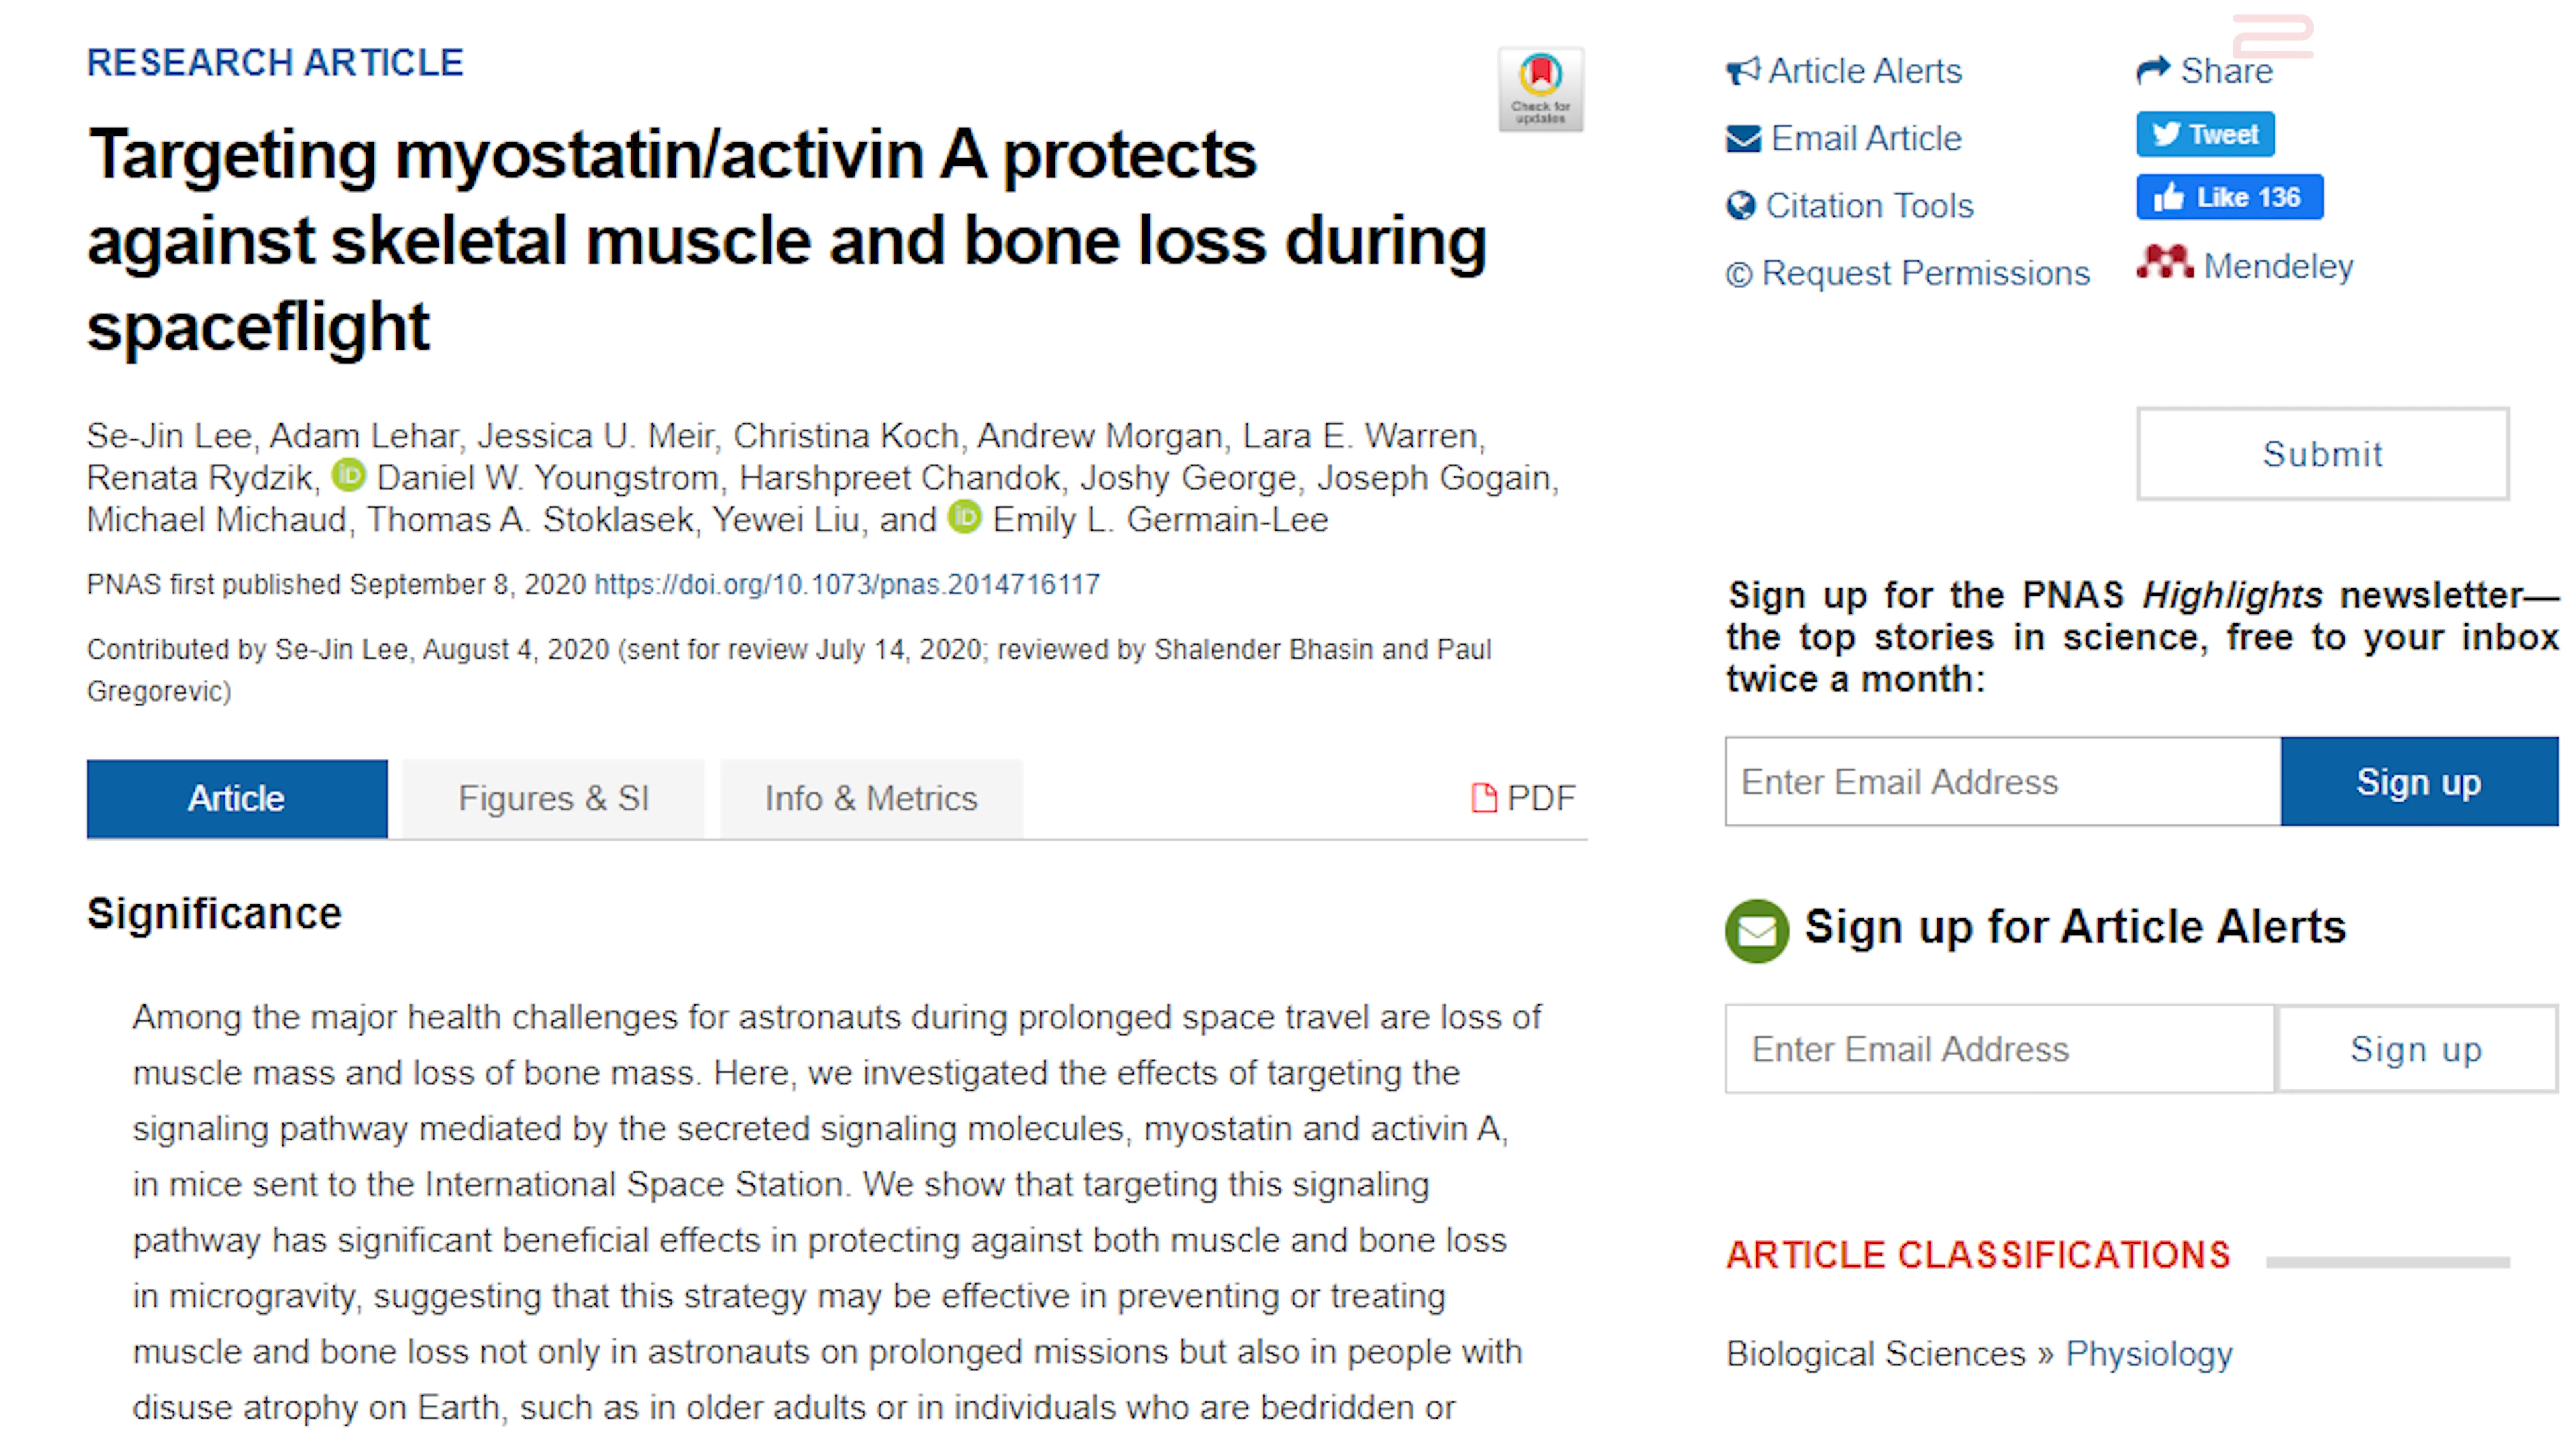 RESEARCH ARTICLE
Check for
updates
Targeting myostatin/activin A protects
against skeletal muscle and bone loss during
spaceflight
Se-Jin Lee, Adam Lehar, Jessica U. Meir, Christina Koch, Andrew Morgan, Lara E. Warren,
Renata Rydzik, iD Daniel W. Youngstrom, Harshpreet Chandok, Joshy George, Joseph Gogain,
Michael Michaud, Thomas A. Stoklasek, Yewei Liu, and iD Emily L. Germain-Lee
PNAS first published September 8, 2020 https://doi.org/10.1073/pnas.2014716117
Contributed by Se-Jin Lee, August 4, 2020 (sent for review July 14, 2020; reviewed by Shalender Bhasin and Paul
Gregorevic)
Article
Figures & SI
Info & Metrics
PDF
Significance
Among the major health challenges for astronauts during prolonged space travel are loss of
muscle mass and loss of bone mass. Here, we investigated the effects of targeting the
signaling pathway mediated by the secreted signaling molecules, myostatin and activin A,
in mice sent to the International Space Station. We show that targeting this signaling
pathway has significant beneficial effects in protecting against both muscle and bone loss
in microgravity, suggesting that this strategy may be effective in preventing or treating
muscle and bone loss not only in astronauts on prolonged missions but also in people with
disuse atrophy on Earth, such as in older adults or in individuals who are bedridden or
Article Alerts
Email Article
Citation Tools
© Request Permissions
Share
Tweet
Like 136
Mendeley
Submit
Sign up for the PNAS Highlights newsletter—
the top stories in science, free to your inbox
twice a month:
Enter Email Address
Sign up
Sign up for Article Alerts
Enter Email Address
Sign up
ARTICLE CLASSIFICATIONS
Biological Sciences » Physiology